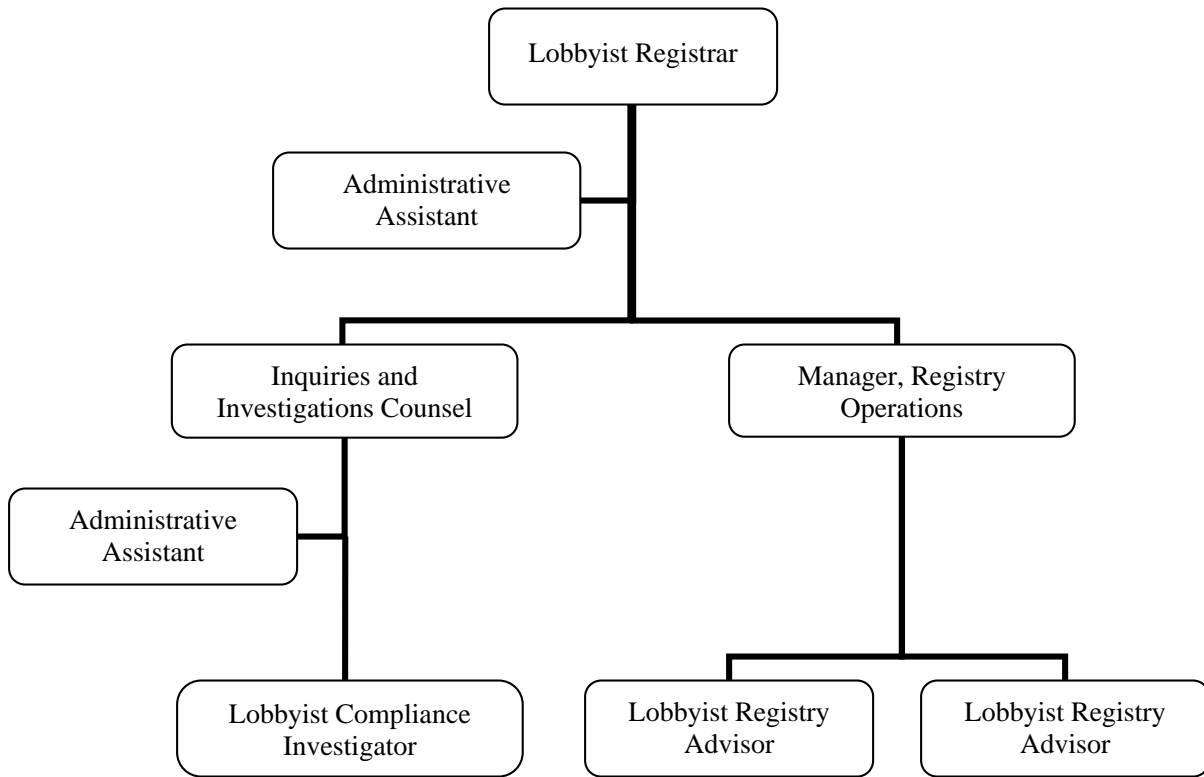 Lobbyist Registrar
Administrative
Assistant
Inquiries and
Investigations Counsel
Manager, Registry
Operations
Administrative
Assistant
Lobbyist Compliance
Investigator
Lobbyist Registry
Advisor
Lobbyist Registry
Advisor